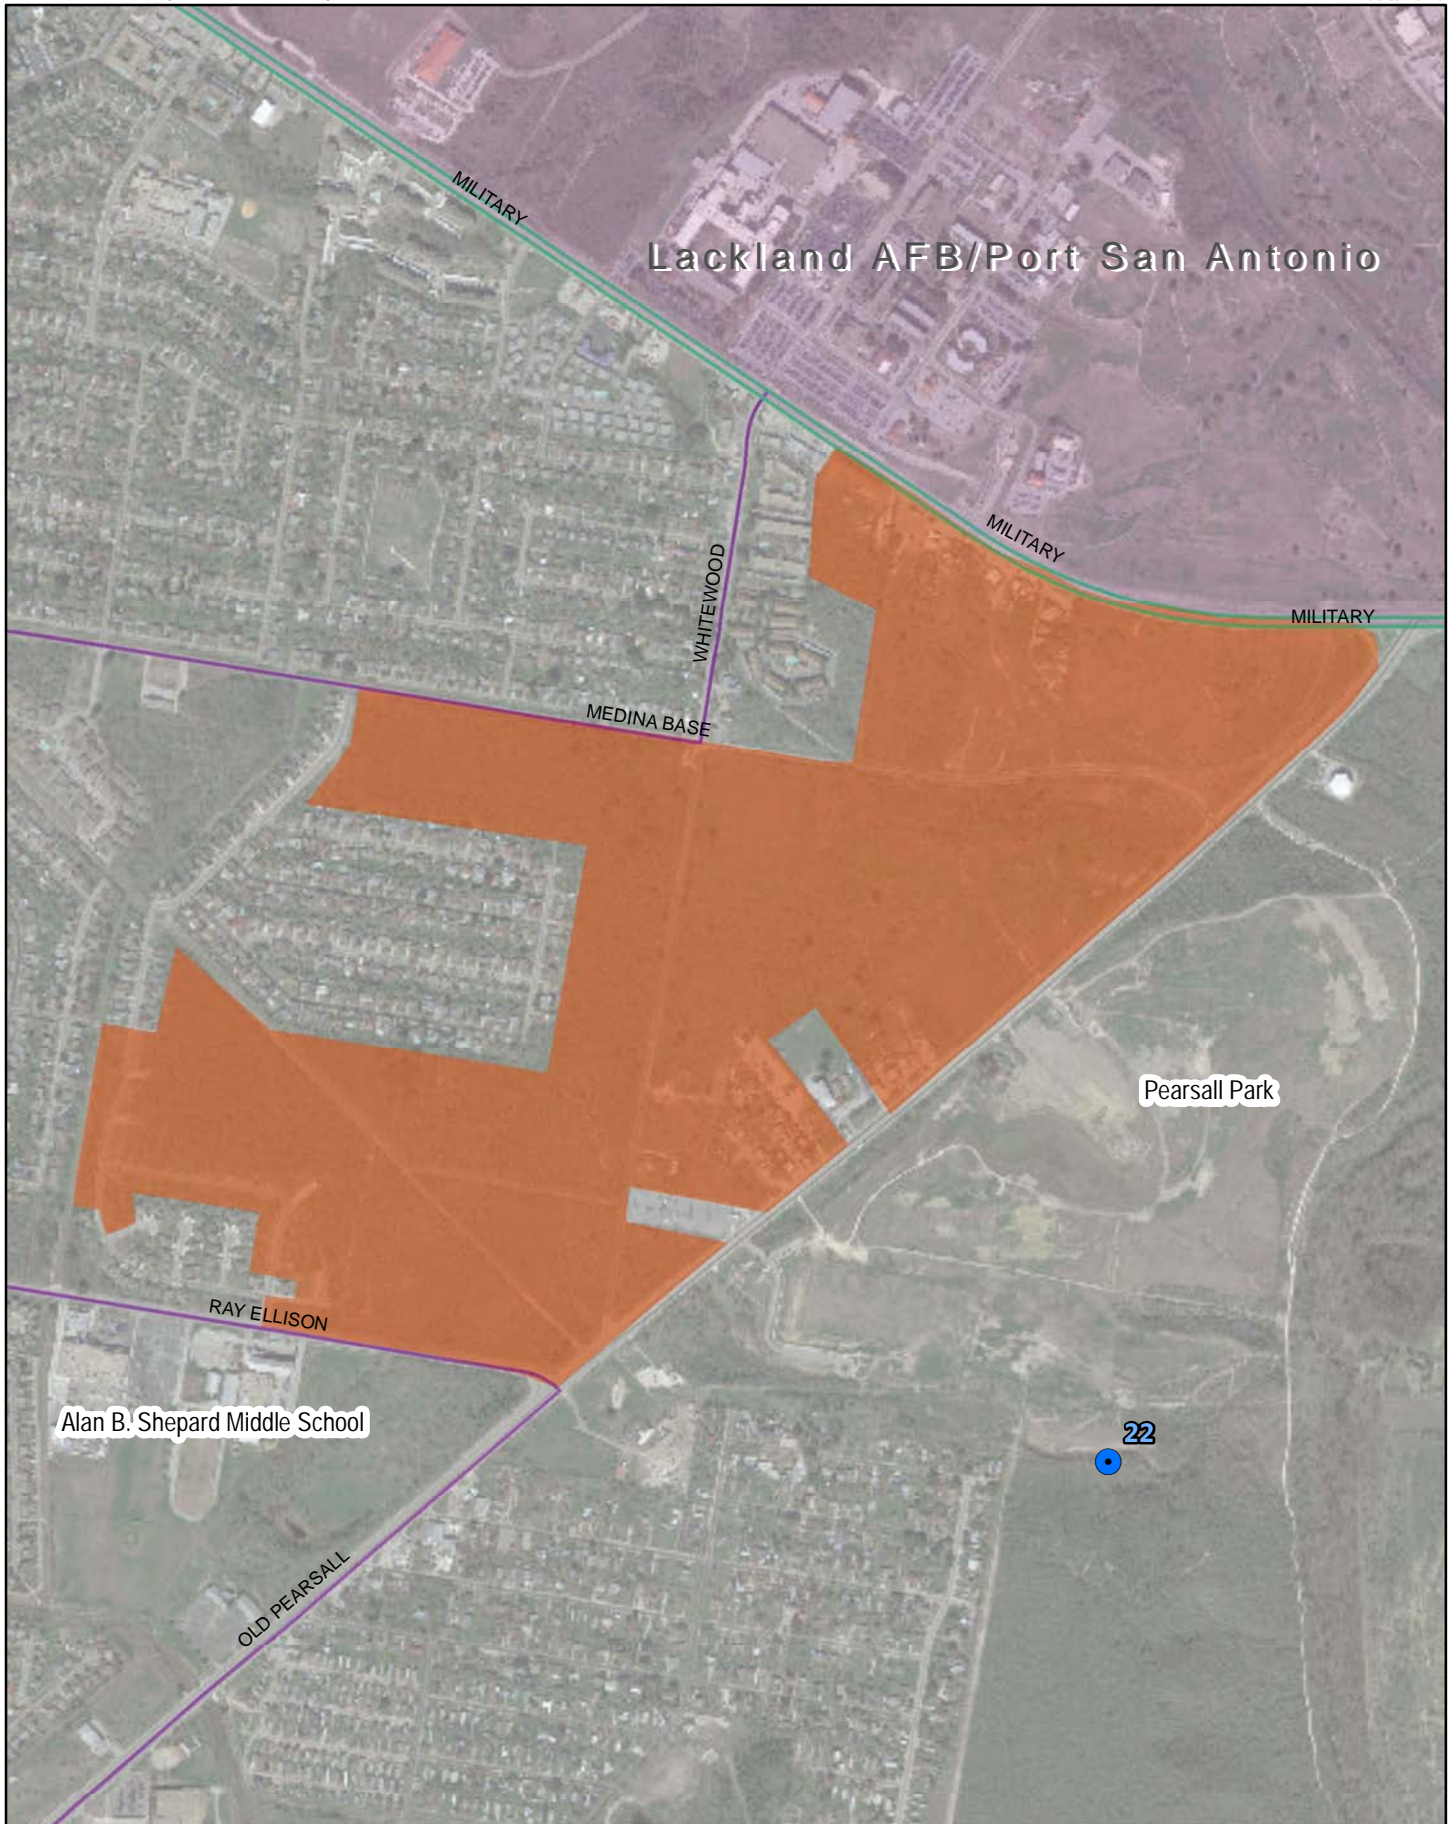 MILITARY
Lackland AFB/Port San Antonio
MILITARY
WHITEWOOD
MILITARY
MEDINA BASE
Pearsall Park
RAY ELLISON
Alan B. Shepard Middle School
22
OLD PEARSALL